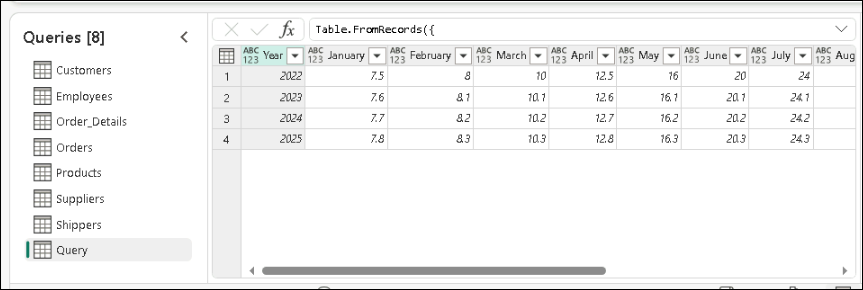 Queries [8]
Customers
Employees
Order_Details
Orders
Products
Suppliers
Shippers
Query
fx Table.FromRecords({
ABC 123 Year ABC 123 January ABC 123 February ABC 123 March ABC 123 April ABC 123 May ABC 123 June ABC 123 July ABC 123 Aug
1 2022 7.5 8 10 12.5 16 20 24
2 2023 7.6 8.1 10.1 12.6 16.1 20.1 24.1
3 2024 7.7 8.2 10.2 12.7 16.2 20.2 24.2
4 2025 7.8 8.3 10.3 12.8 16.3 20.3 24.3